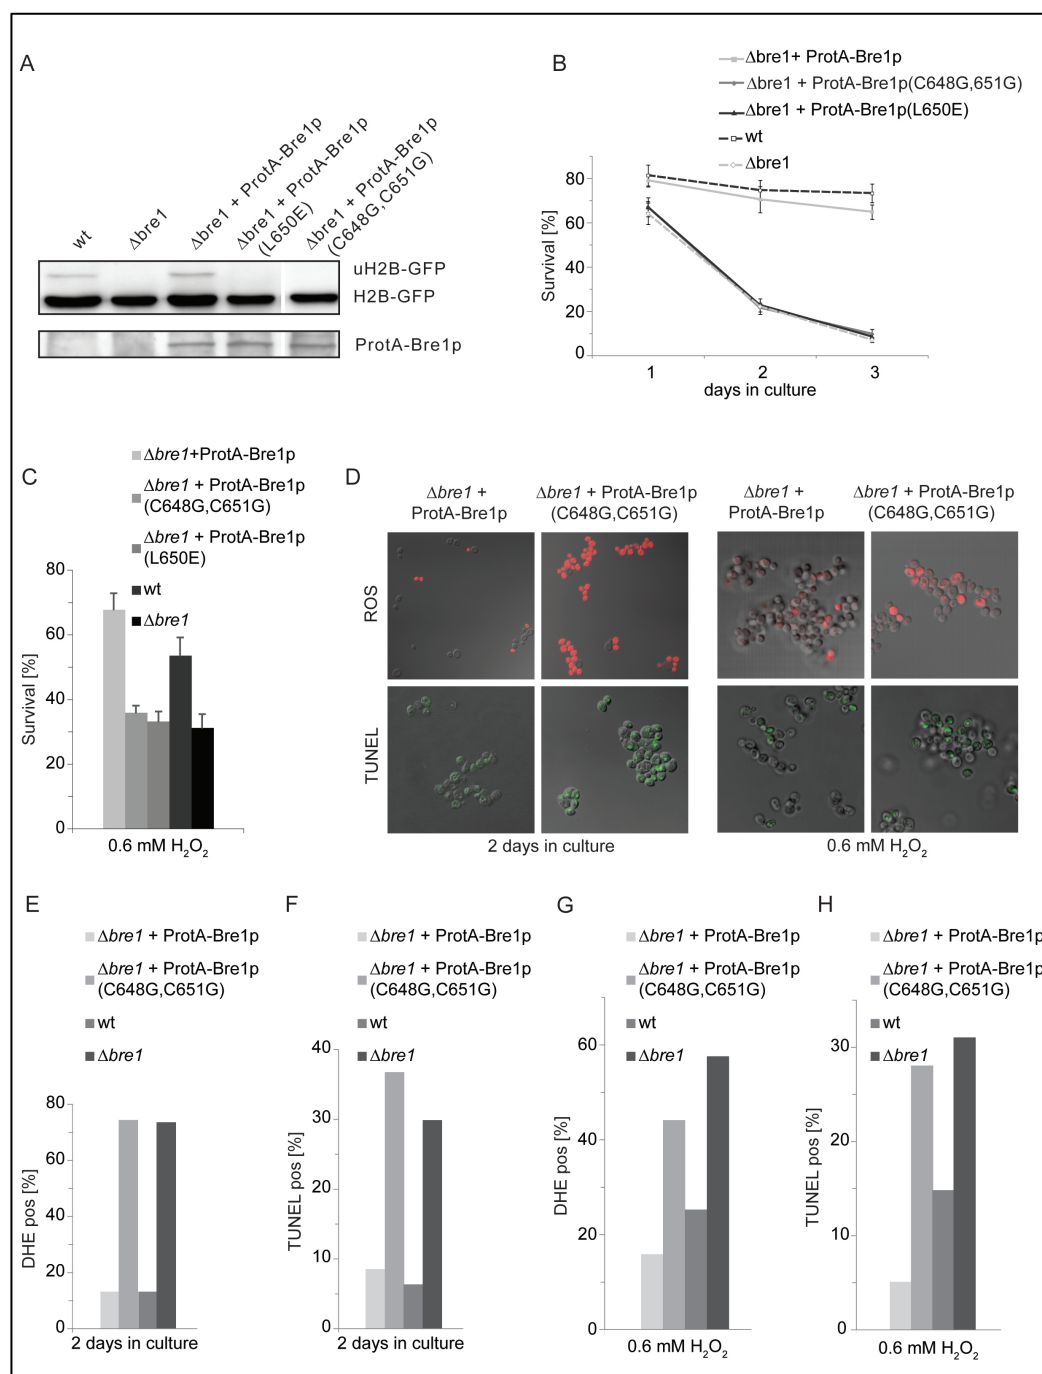 A
wt
Δbre1
Δbre1 + ProtA-Bre1p
Δbre1 + ProtA-Bre1p
(L650E)
Δbre1 + ProtA-Bre1p
(C648G,C651G)
uH2B-GFP
H2B-GFP
ProtA-Bre1p
B
Δbre1+ ProtA-Bre1p
Δbre1 + ProtA-Bre1p(C648G,651G)
Δbre1 + ProtA-Bre1p(L650E)
wt
Δbre1
Survival [%]
80
60
40
20
0
1 2 3
days in culture
C
Δbre1+ProtA-Bre1p
Δbre1 + ProtA-Bre1p
(C648G,C651G)
Δbre1 + ProtA-Bre1p
(L650E)
wt
Δbre1
Survival [%]
80
60
40
20
0
0.6 mM H2O2
D
Δbre1 +
ProtA-Bre1p
Δbre1 + ProtA-Bre1p
(C648G,C651G)
Δbre1 +
ProtA-Bre1p
Δbre1 + ProtA-Bre1p
(C648G,C651G)
ROS
TUNEL
2 days in culture
0.6 mM H2O2
E
Δbre1 + ProtA-Bre1p
Δbre1 + ProtA-Bre1p
(C648G,C651G)
wt
Δbre1
DHE pos [%]
80
60
40
20
0
2 days in culture
F
Δbre1 + ProtA-Bre1p
Δbre1 + ProtA-Bre1p
(C648G,C651G)
wt
Δbre1
TUNEL pos [%]
40
30
20
10
0
2 days in culture
G
Δbre1 + ProtA-Bre1p
Δbre1 + ProtA-Bre1p
(C648G,C651G)
wt
Δbre1
DHE pos [%]
60
40
20
0
0.6 mM H2O2
H
Δbre1 + ProtA-Bre1p
Δbre1 + ProtA-Bre1p
(C648G,C651G)
wt
Δbre1
TUNEL pos [%]
30
20
10
0
0.6 mM H2O2